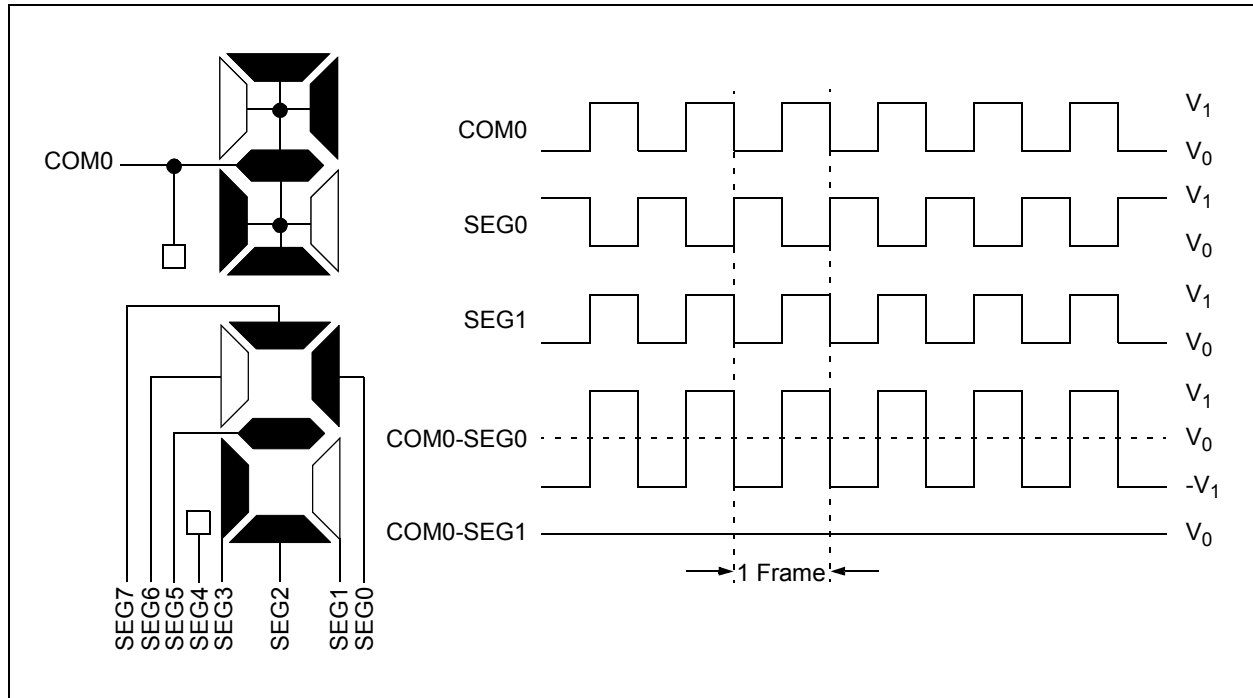 COM0
COM0
V1
V0
SEG0
V1
V0
SEG1
V1
V0
COM0-SEG0
V1
V0
-V1
COM0-SEG1
V0
1 Frame
SEG7
SEG6
SEG5
SEG4
SEG3
SEG2
SEG1
SEG0